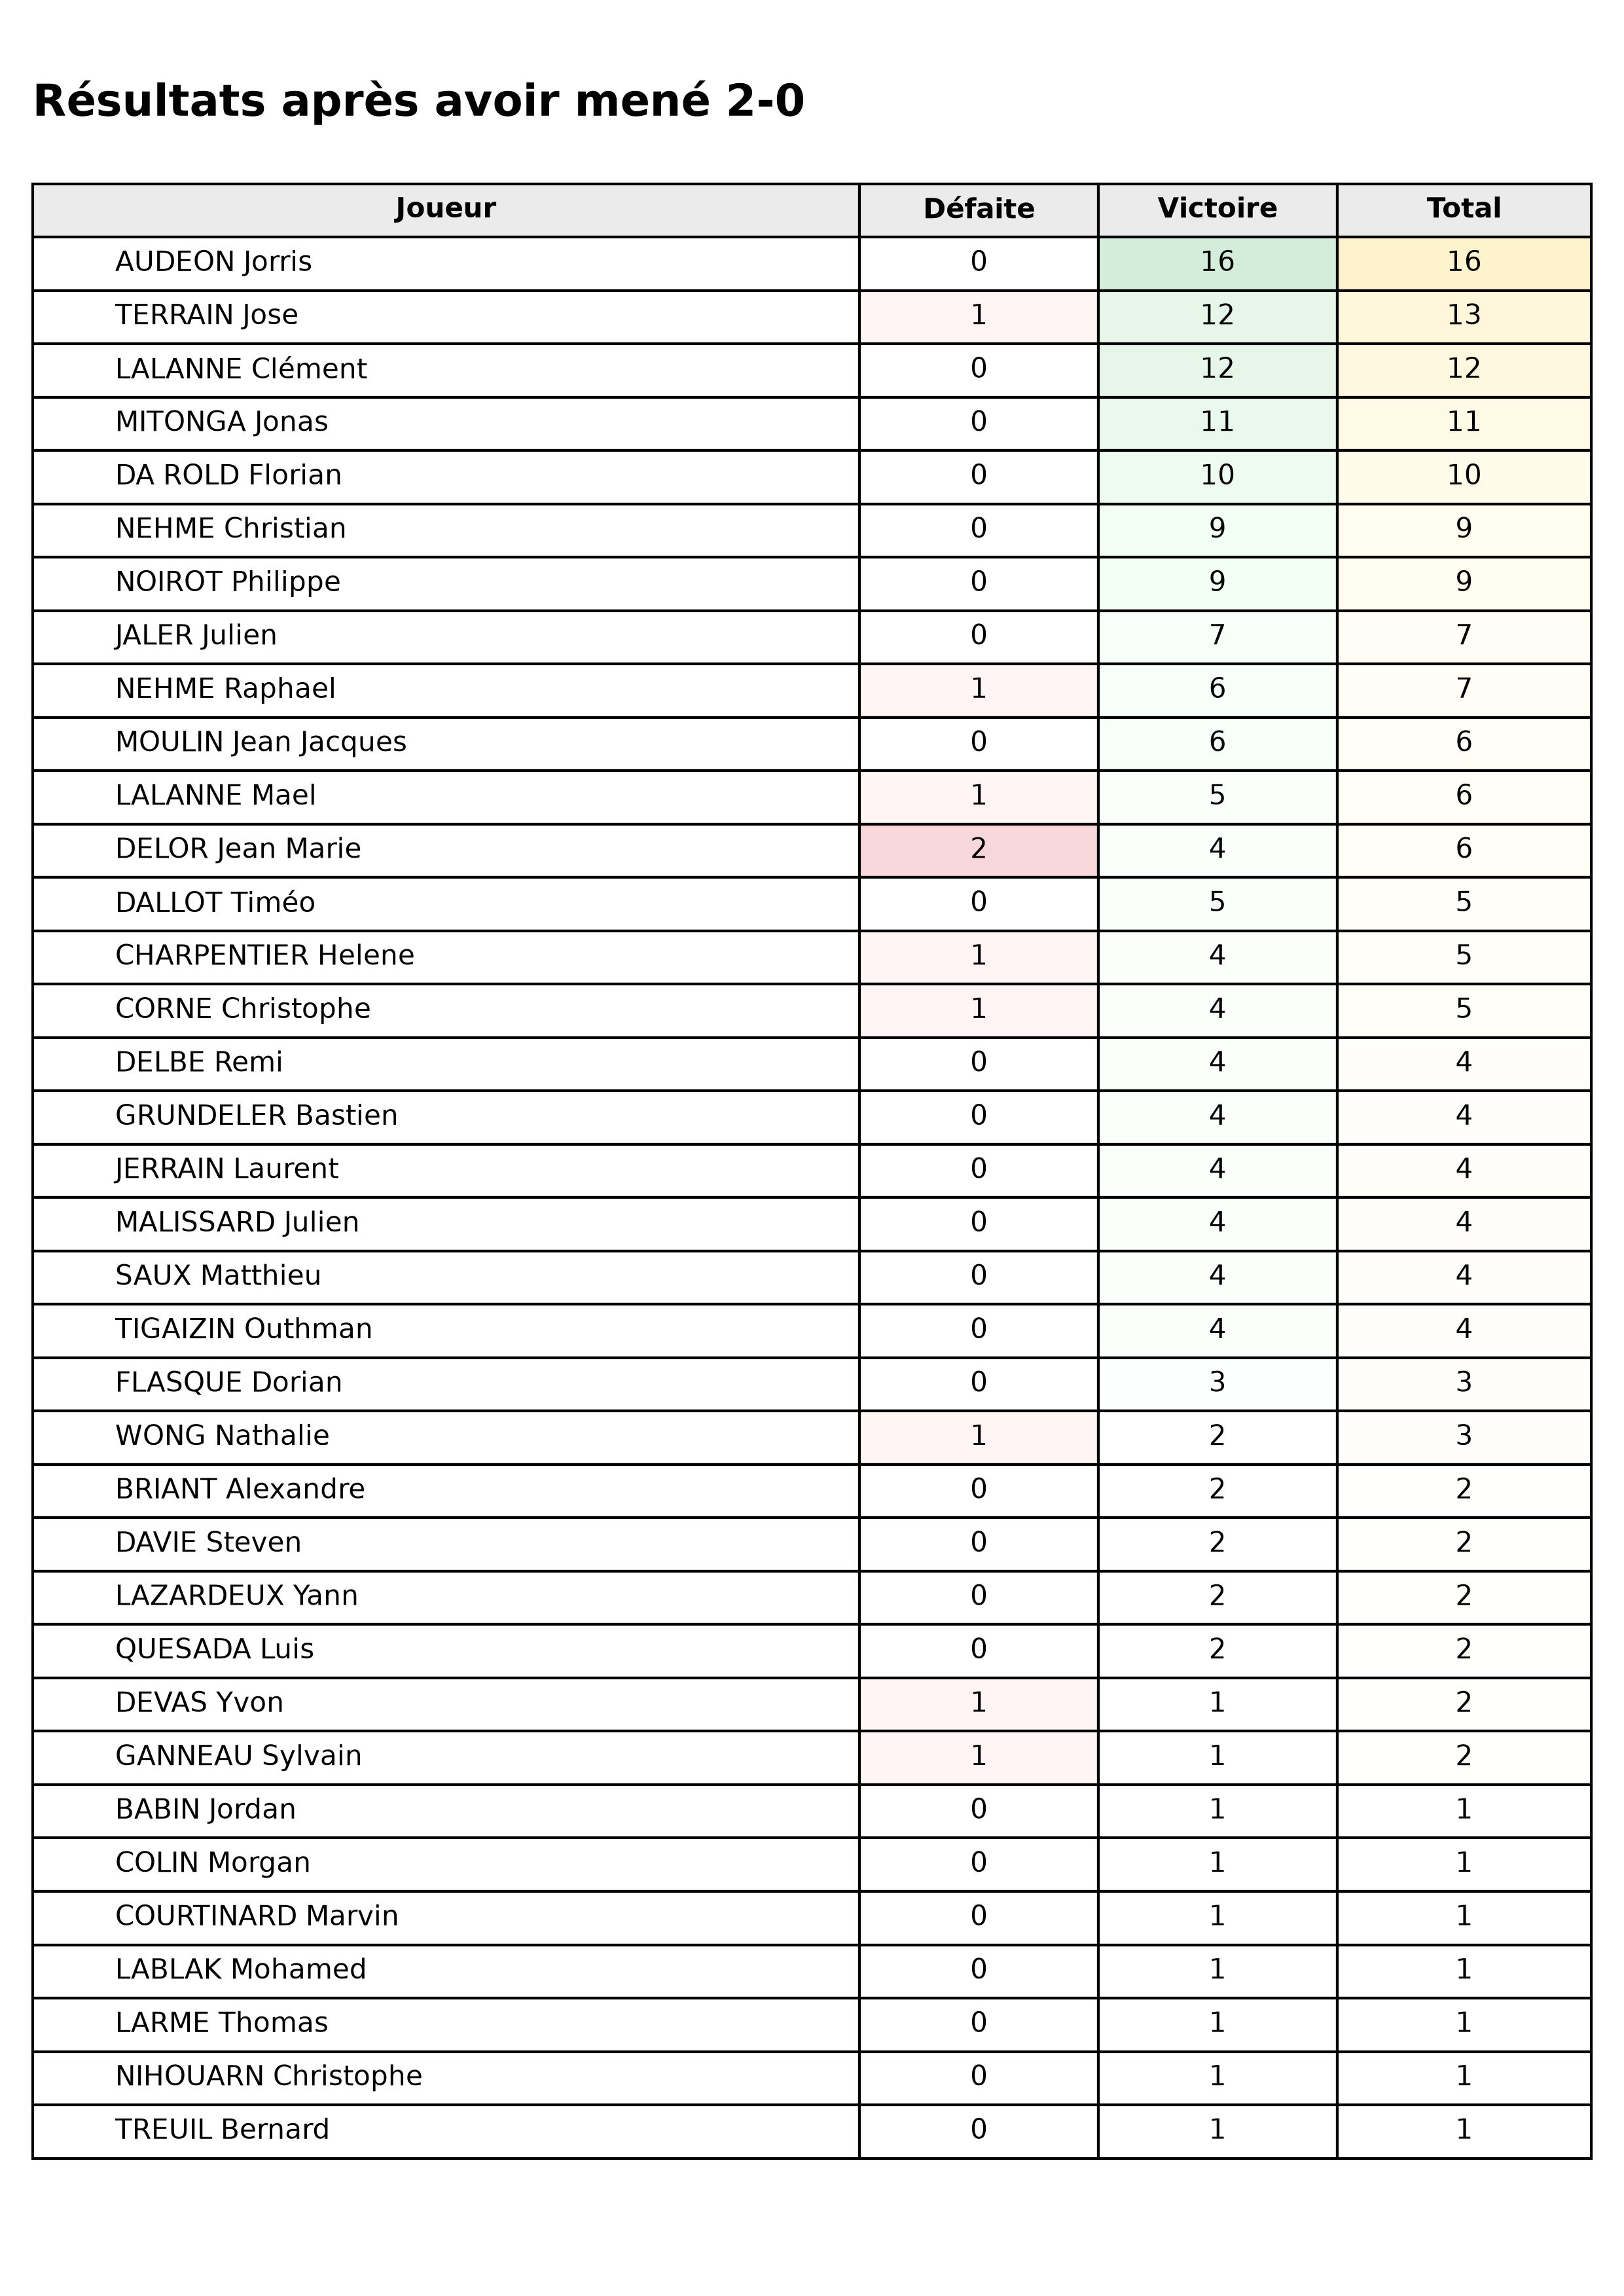 Résultats après avoir mené 2-0
Joueur Défaite Victoire Total
AUDEON Jorris 0 16 16
TERRAIN Jose 1 12 13
LALANNE Clément 0 12 12
MITONGA Jonas 0 11 11
DA ROLD Florian 0 10 10
NEHME Christian 0 9 9
NOIROT Philippe 0 9 9
JALER Julien 0 7 7
NEHME Raphael 1 6 7
MOULIN Jean Jacques 0 6 6
LALANNE Mael 1 5 6
DELOR Jean Marie 2 4 6
DALLOT Timéo 0 5 5
CHARPENTIER Helene 1 4 5
CORNE Christophe 1 4 5
DELBE Remi 0 4 4
GRUNDELER Bastien 0 4 4
JERRAIN Laurent 0 4 4
MALISSARD Julien 0 4 4
SAUX Matthieu 0 4 4
TIGAIZIN Outhman 0 4 4
FLASQUE Dorian 0 3 3
WONG Nathalie 1 2 3
BRIANT Alexandre 0 2 2
DAVIE Steven 0 2 2
LAZARDEUX Yann 0 2 2
QUESADA Luis 0 2 2
DEVAS Yvon 1 1 2
GANNEAU Sylvain 1 1 2
BABIN Jordan 0 1 1
COLIN Morgan 0 1 1
COURTINARD Marvin 0 1 1
LABLAK Mohamed 0 1 1
LARME Thomas 0 1 1
NIHOUARN Christophe 0 1 1
TREUIL Bernard 0 1 1